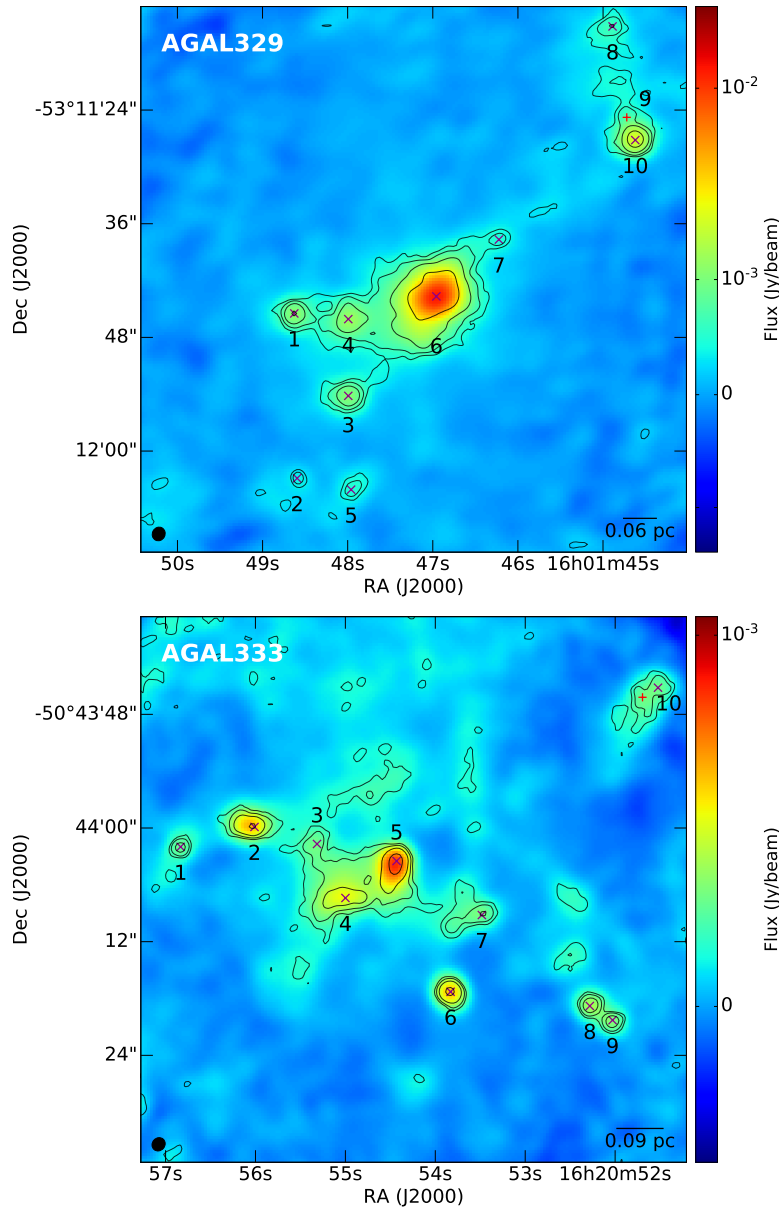 AGAL329
8
9
10
7
1
4
6
3
2
5
0.06 pc
-53°11'24"
36"
48"
12'00"
Dec (J2000)
50s 49s 48s 47s 46s 16h01m45s
RA (J2000)
10⁻²
10⁻³
0
Flux (Jy/beam)
AGAL333
10
3
5
1
2
4
7
6
8
9
0.09 pc
-50°43'48"
44'00"
12"
24"
Dec (J2000)
57s 56s 55s 54s 53s 16h20m52s
RA (J2000)
10⁻³
0
Flux (Jy/beam)